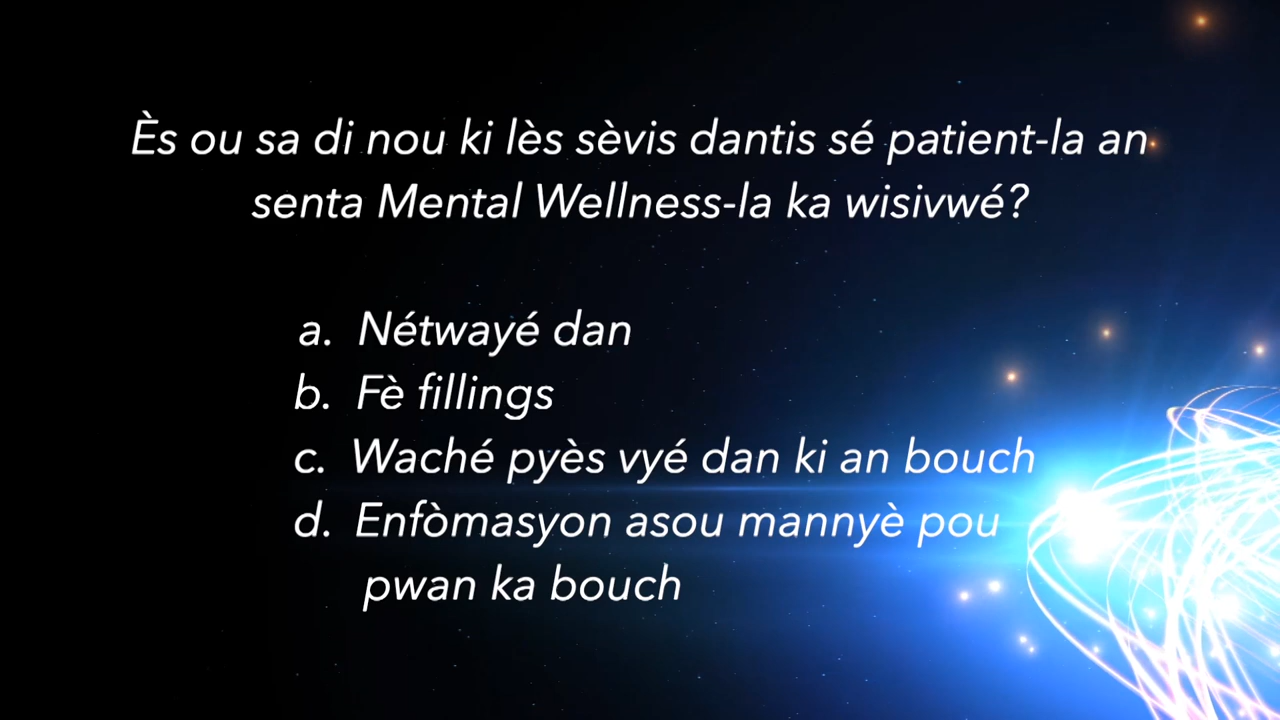 Ès ou sa di nou ki lès sèvis dantis sé patient-la an
senta Mental Wellness-la ka wisivwé?
a. Nétwayé dan
b. Fè fillings
c. Waché pyès vyé dan ki an bouch
d. Enfòmasyon asou mannyè pou
pwan ka bouch